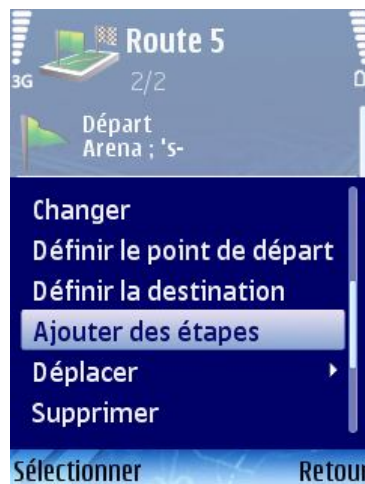 Route 5
3G
2/2
Départ
Arena ; 's-
Changer
Définir le point de départ
Définir la destination
Ajouter des étapes
Déplacer
Supprimer
Sélectionner Retour